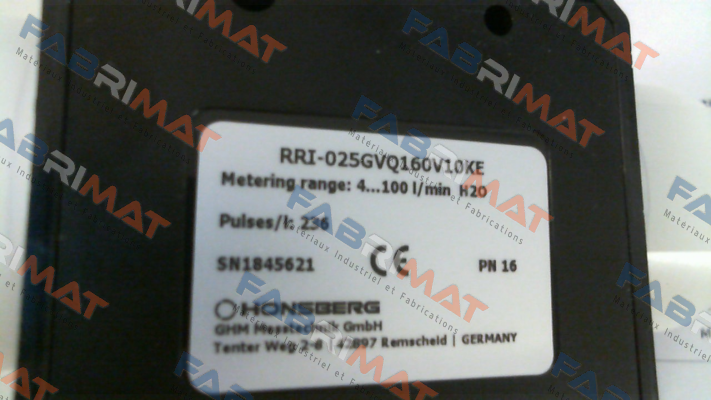 RRI-025GVQ160V10KE
Metering range: 4...100 l/min H2O
Pulses/l: 236
SN1845621 CE PN 16
HONSBERG
GHM Messtechnik GmbH
Tenter Weg 2-8 42897 Remscheid | GERMANY
FABRIMAT
Matériaux Industriel et Fabrications